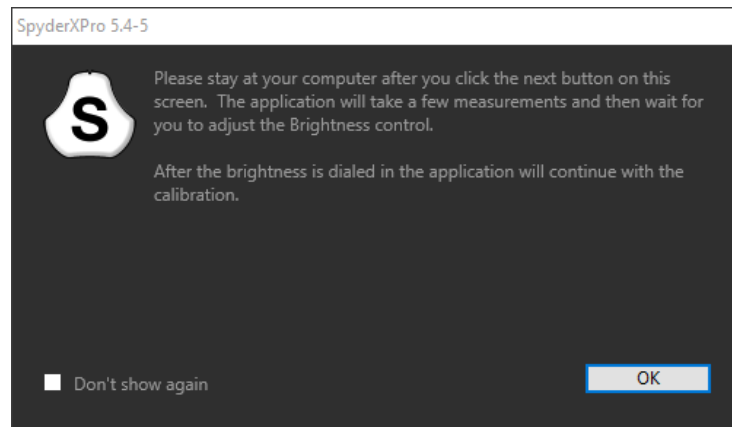 SpyderXPro 5.4-5
Please stay at your computer after you click the next button on this
screen.  The application will take a few measurements and then wait for
you to adjust the Brightness control.
After the brightness is dialed in the application will continue with the
calibration.
S
Don't show again
OK